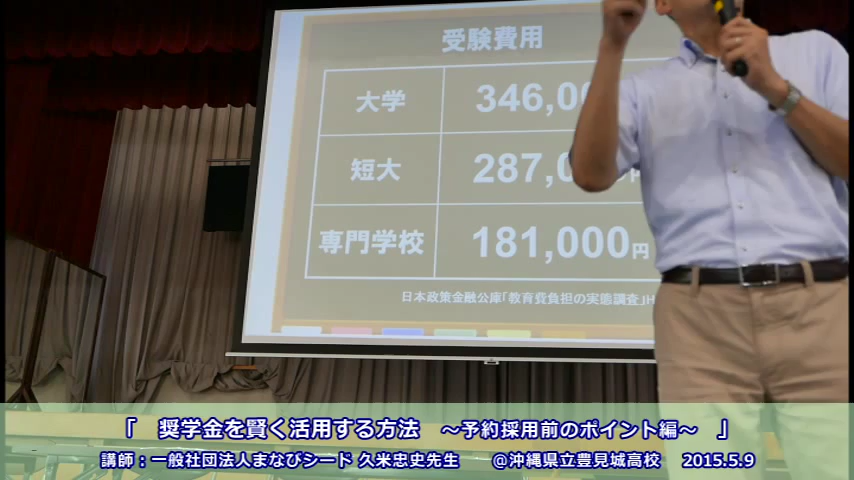 受験費用
大学 346,0
短大 287,0
専門学校 181,000円
日本政策金融公庫「教育費負担の実態調査」H
「 奨学金を賢く活用する方法 ～予約採用前のポイント編～ 」
講師：一般社団法人まなびシード 久米忠史先生 ＠沖縄県立豊見城高校 2015.5.9